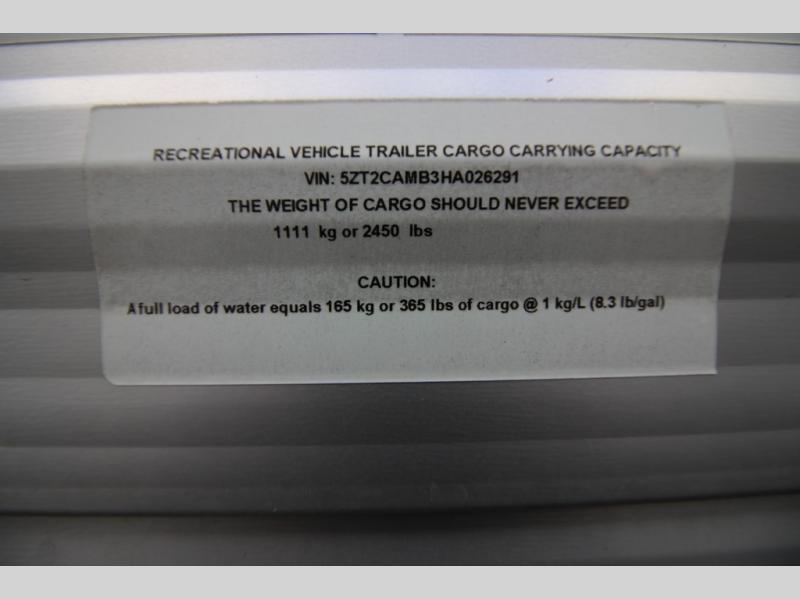 RECREATIONAL VEHICLE TRAILER CARGO CARRYING CAPACITY
VIN: 5ZT2CAMB3HA026291
THE WEIGHT OF CARGO SHOULD NEVER EXCEED
1111 kg or 2450 lbs
CAUTION:
A full load of water equals 165 kg or 365 lbs of cargo @ 1 kg/L (8.3 lb/gal)